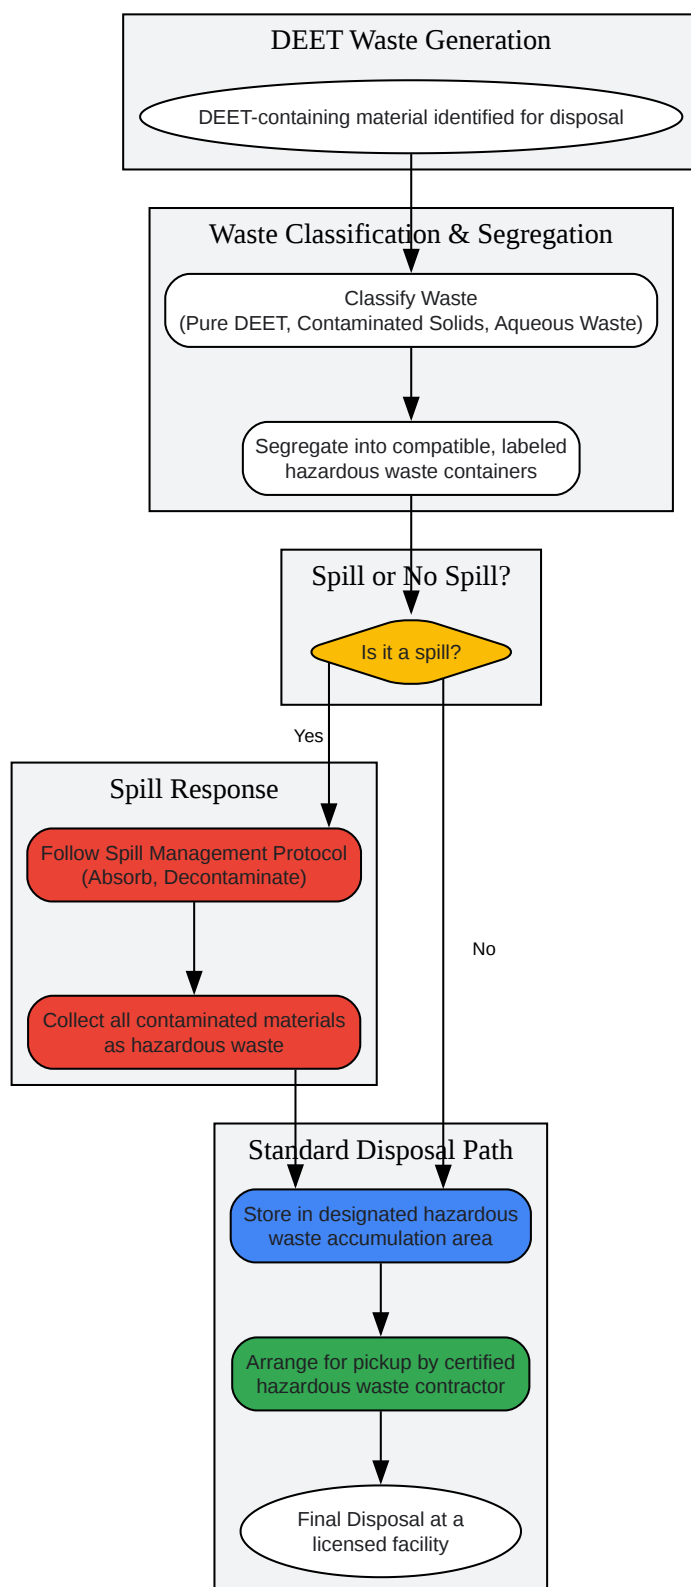 DEET Waste Generation
DEET-containing material identified for disposal
Waste Classification & Segregation
Classify Waste
(Pure DEET, Contaminated Solids, Aqueous Waste)
Segregate into compatible, labeled
hazardous waste containers
Spill or No Spill?
Is it a spill?
Yes
Spill Response
Follow Spill Management Protocol
(Absorb, Decontaminate)
No
Collect all contaminated materials
as hazardous waste
Standard Disposal Path
Store in designated hazardous
waste accumulation area
Arrange for pickup by certified
hazardous waste contractor
Final Disposal at a
licensed facility